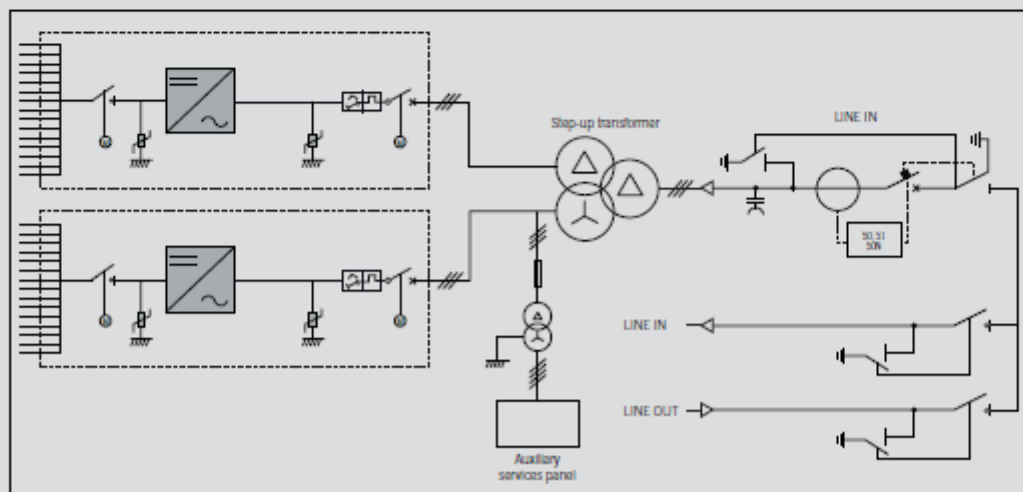 Step-up transformer
LINE IN
50, 51
50N
LINE IN
LINE OUT
Auxiliary
services panel